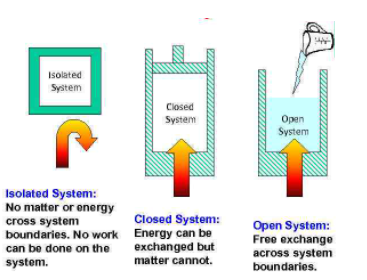 Isolated
System
Closed
System
Open
System
Isolated System:
No matter or energy
cross system
boundaries. No work
can be done on the
system.
Closed System:
Energy can be
exchanged but
matter cannot.
Open System:
Free exchange
across system
boundaries.